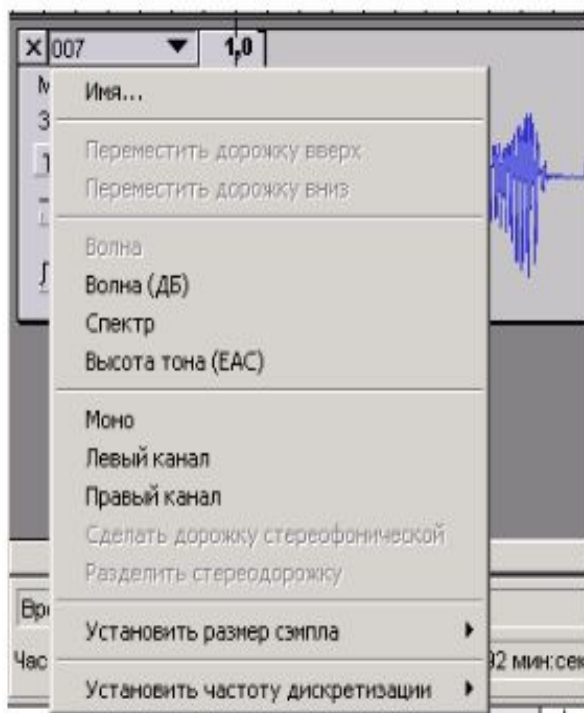 007 1,0
Имя...
Переместить дорожку вверх
Переместить дорожку вниз
Волна
Волна (ДБ)
Спектр
Высота тона (EAC)
Моно
Левый канал
Правый канал
Сделать дорожку стереофонической
Разделить стереодорожку
Установить размер сэмпла
92 мин:сек
Установить частоту дискретизации